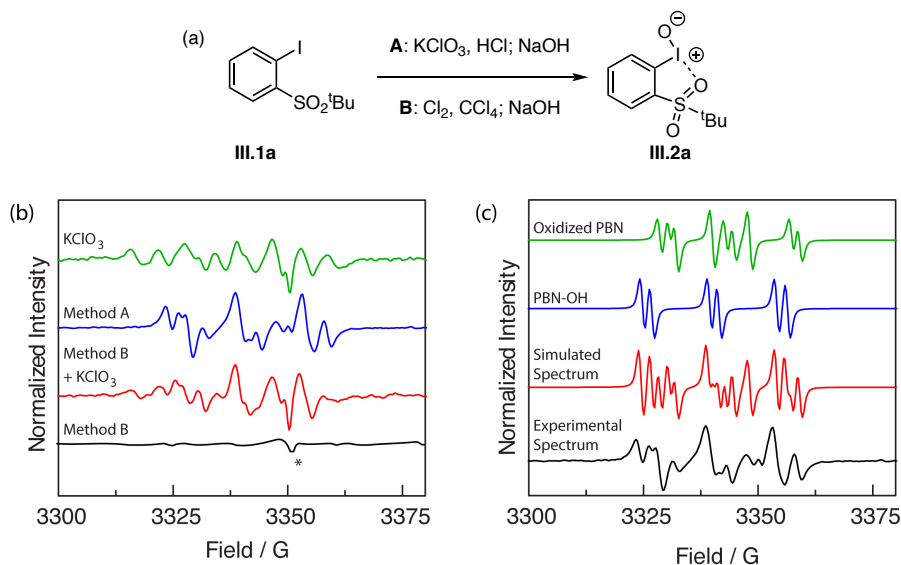 (a)
I
SO₂ᵗBu
III.1a
A: KClO₃, HCl; NaOH
B: Cl₂, CCl₄; NaOH
O⊖
I⊕
O
S
O
ᵗBu
III.2a
(b)
KClO₃
Method A
Method B
+ KClO₃
Method B
*
Normalized Intensity
3300 3325 3350 3375
Field / G
(c)
Oxidized PBN
PBN-OH
Simulated
Spectrum
Experimental
Spectrum
Normalized Intensity
3300 3325 3350 3375
Field / G